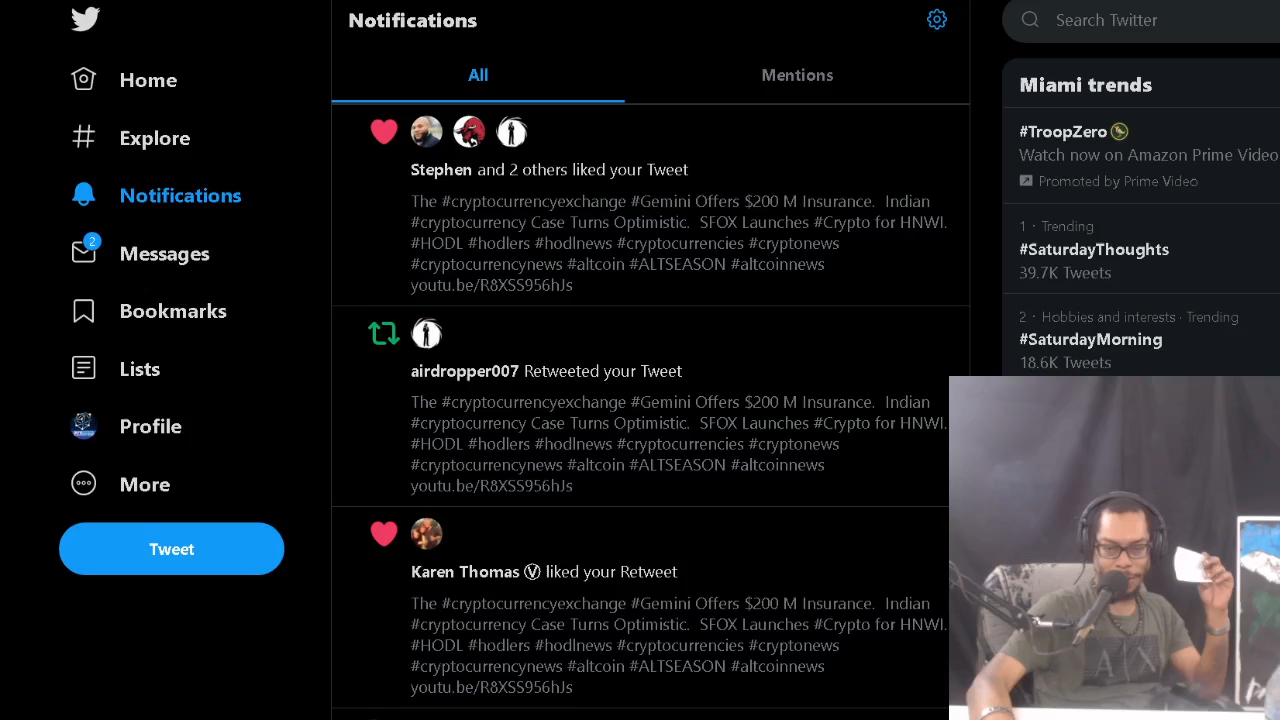 Home
Explore
Notifications
2
Messages
Bookmarks
Lists
Profile
More
Tweet
Notifications
All
Mentions
Stephen and 2 others liked your Tweet
The #cryptocurrencyexchange #Gemini Offers $200 M Insurance. Indian
#cryptocurrency Case Turns Optimistic. SFOX Launches #Crypto for HNWI.
#HODL #hodlers #hodlnews #cryptocurrencies #cryptonews
#cryptocurrencynews #altcoin #ALTSEASON #altcoinnews
youtu.be/R8XSS956hJs
airdropper007 Retweeted your Tweet
The #cryptocurrencyexchange #Gemini Offers $200 M Insurance. Indian
#cryptocurrency Case Turns Optimistic. SFOX Launches #Crypto for HNWI.
#HODL #hodlers #hodlnews #cryptocurrencies #cryptonews
#cryptocurrencynews #altcoin #ALTSEASON #altcoinnews
youtu.be/R8XSS956hJs
Karen Thomas Ⓥ liked your Retweet
The #cryptocurrencyexchange #Gemini Offers $200 M Insurance. Indian
#cryptocurrency Case Turns Optimistic. SFOX Launches #Crypto for HNWI.
#HODL #hodlers #hodlnews #cryptocurrencies #cryptonews
#cryptocurrencynews #altcoin #ALTSEASON #altcoinnews
youtu.be/R8XSS956hJs
Search Twitter
Miami trends
#TroopZero
Watch now on Amazon Prime Video
Promoted by Prime Video
1 · Trending
#SaturdayThoughts
39.7K Tweets
2 · Hobbies and interests · Trending
#SaturdayMorning
18.6K Tweets